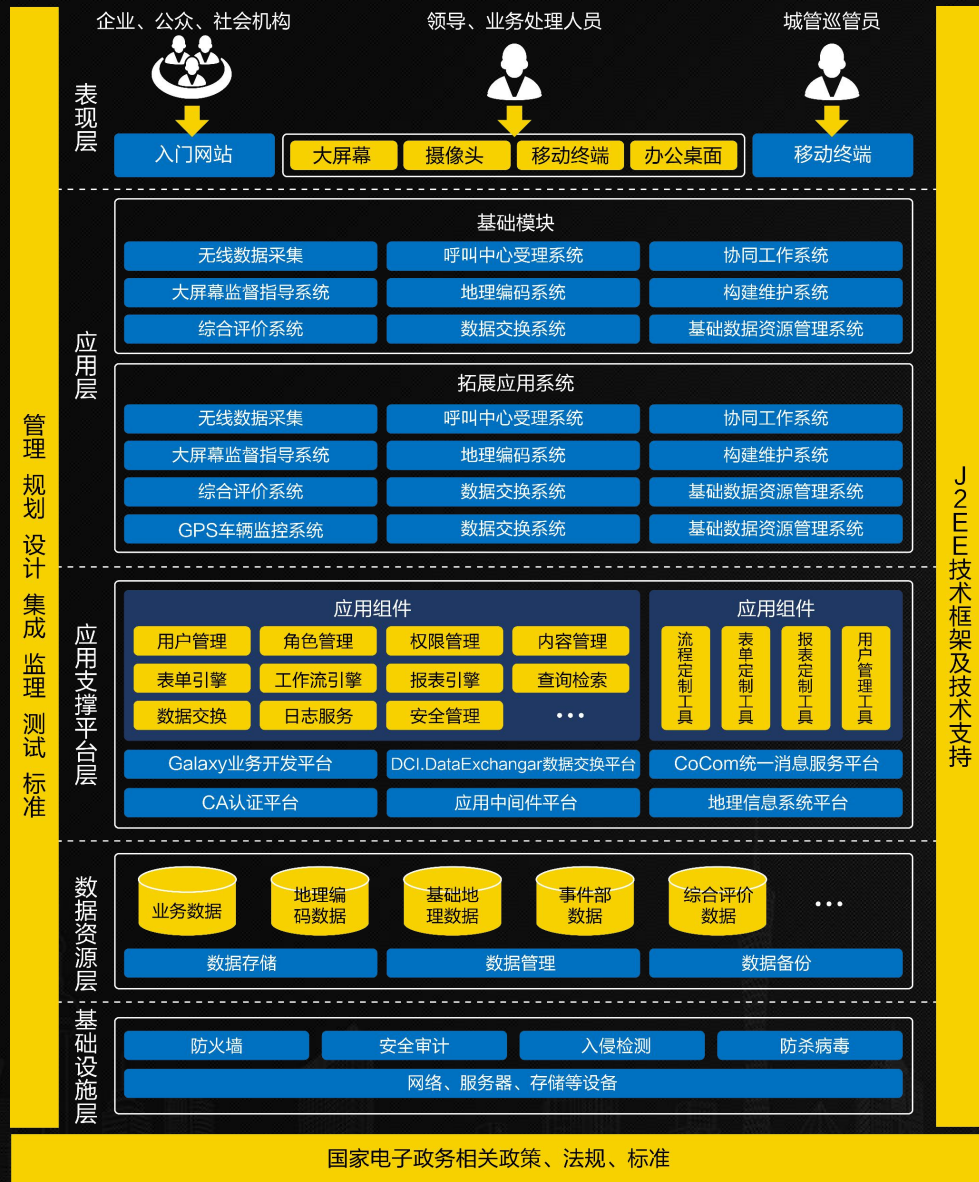 企业、公众、社会机构
领导、业务处理人员
城管巡管员
表现层
入门网站
大屏幕
摄像头
移动终端
办公桌面
移动终端
应用层
基础模块
无线数据采集
呼叫中心受理系统
协同工作系统
大屏幕监督指导系统
地理编码系统
构建维护系统
综合评价系统
数据交换系统
基础数据资源管理系统
拓展应用系统
无线数据采集
呼叫中心受理系统
协同工作系统
大屏幕监督指导系统
地理编码系统
构建维护系统
综合评价系统
数据交换系统
基础数据资源管理系统
GPS车辆监控系统
数据交换系统
基础数据资源管理系统
应用支撑平台层
应用组件
用户管理
角色管理
权限管理
内容管理
表单引擎
工作流引擎
报表引擎
查询检索
数据交换
日志服务
安全管理
...
应用组件
流程定制工具
表单定制工具
报表定制工具
用户管理工具
Galaxy业务开发平台
DCI.DataExchangar数据交换平台
CoCom统一消息服务平台
CA认证平台
应用中间件平台
地理信息系统平台
数据资源层
业务数据
地理编
码数据
基础地
理数据
事件部
数据
综合评价
数据
...
数据存储
数据管理
数据备份
基础设施层
防火墙
安全审计
入侵检测
防杀病毒
网络、服务器、存储等设备
管理 规划 设计 集成 监理 测试 标准
J2EE技术框架及技术支持
国家电子政务相关政策、法规、标准